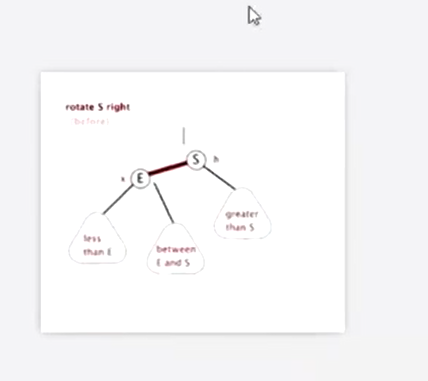 rotate S right
(before)
S
h
x
E
greater
than S
less
than E
between
E and S